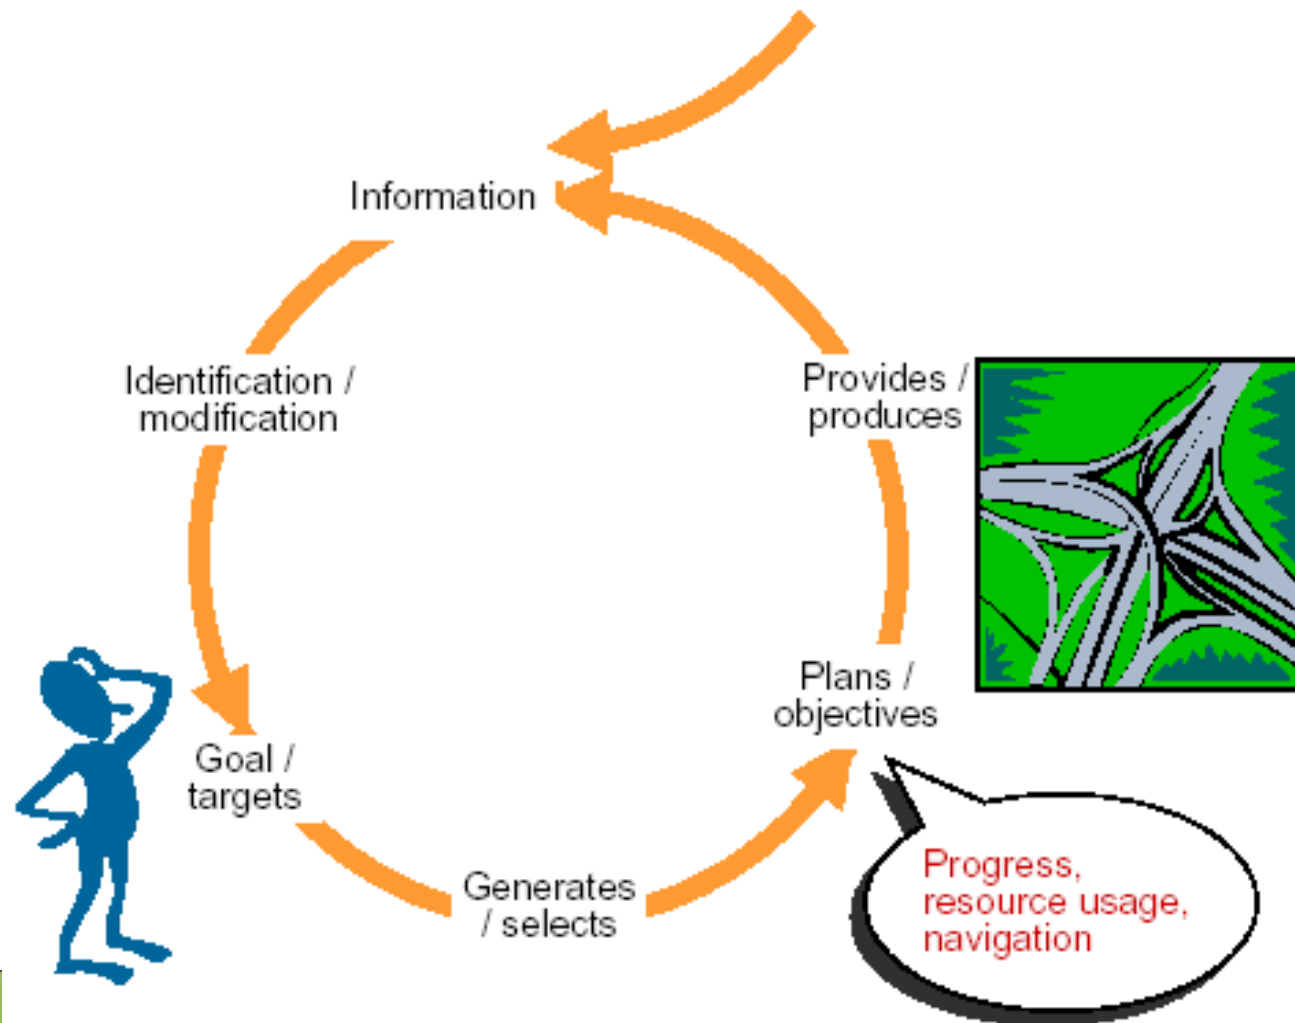 Information
Identification /
modification
Provides /
produces
Plans /
objectives
Goal /
targets
Generates
/ selects
Progress,
resource usage,
navigation